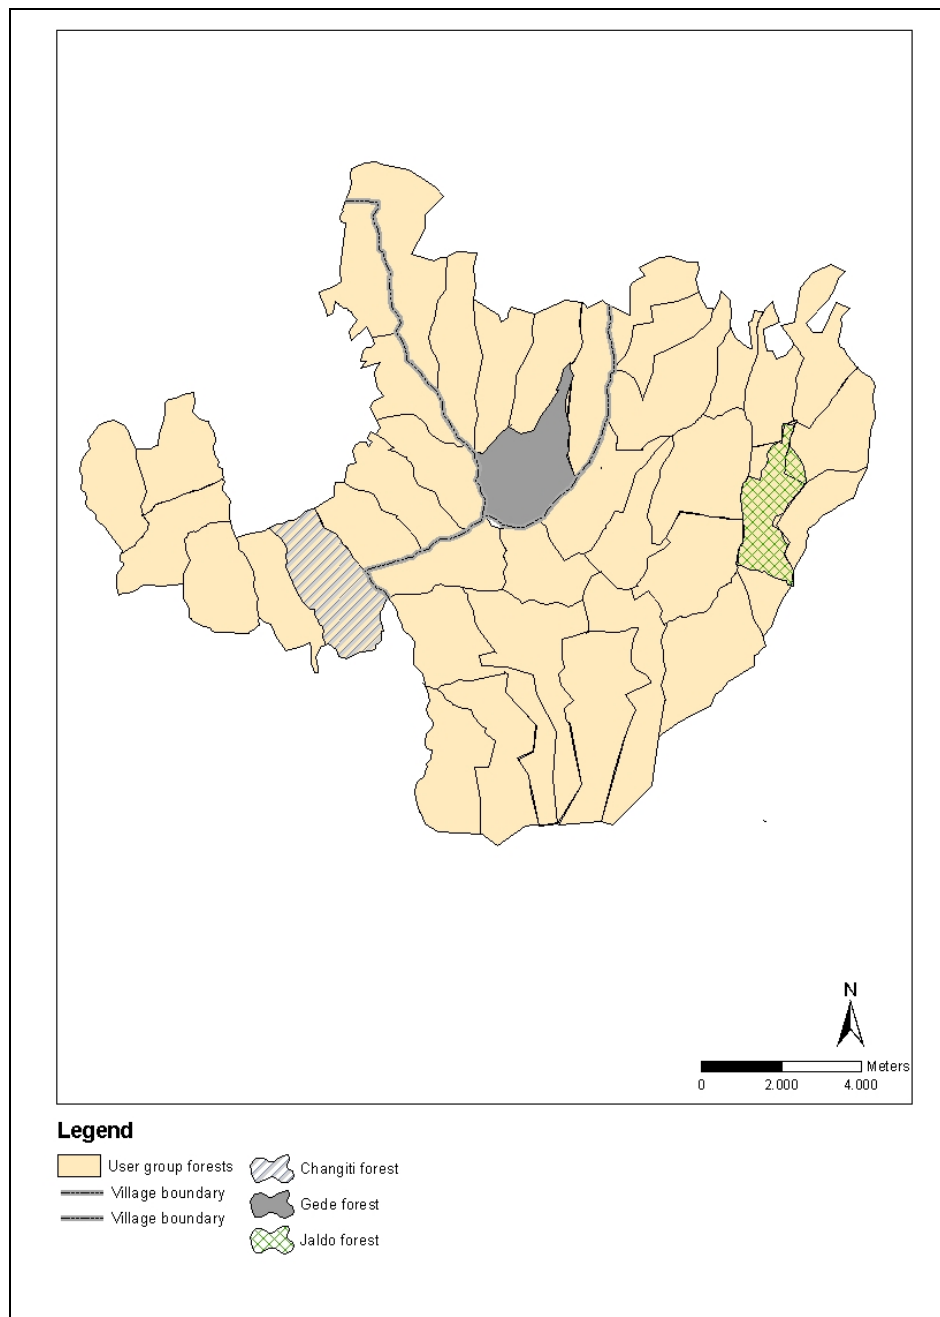 N
Meters
0 2.000 4.000
Legend
User group forests
Village boundary
Village boundary
Changiti forest
Gede forest
Jaldo forest